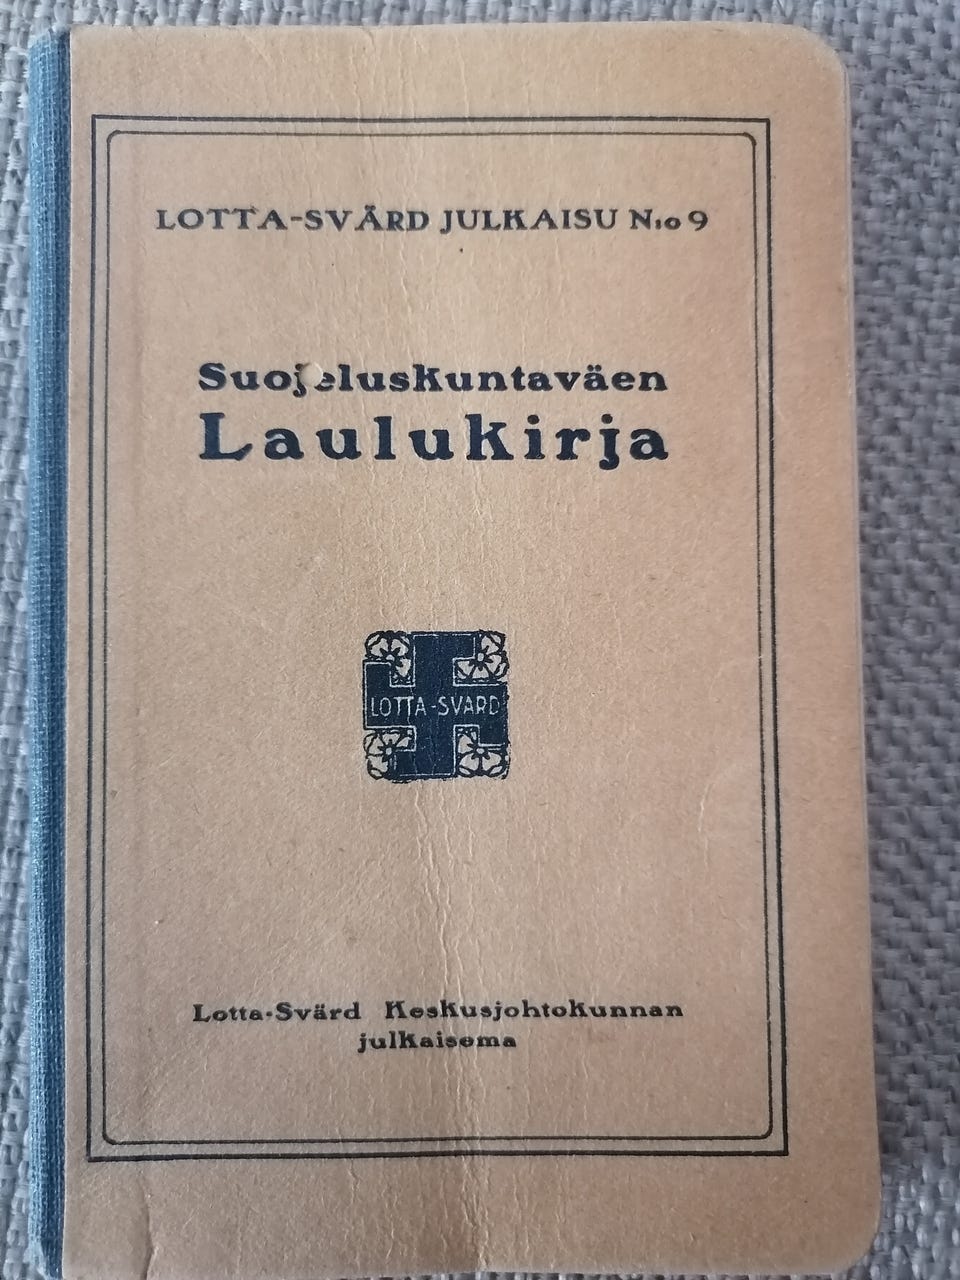 LOTTA-SVÄRD JULKAISU N:o 9
Suojeluskuntaväen
Laulukirja
LOTTA-SVÄRD
Lotta-Svärd Keskusjohtokunnan
julkaisema